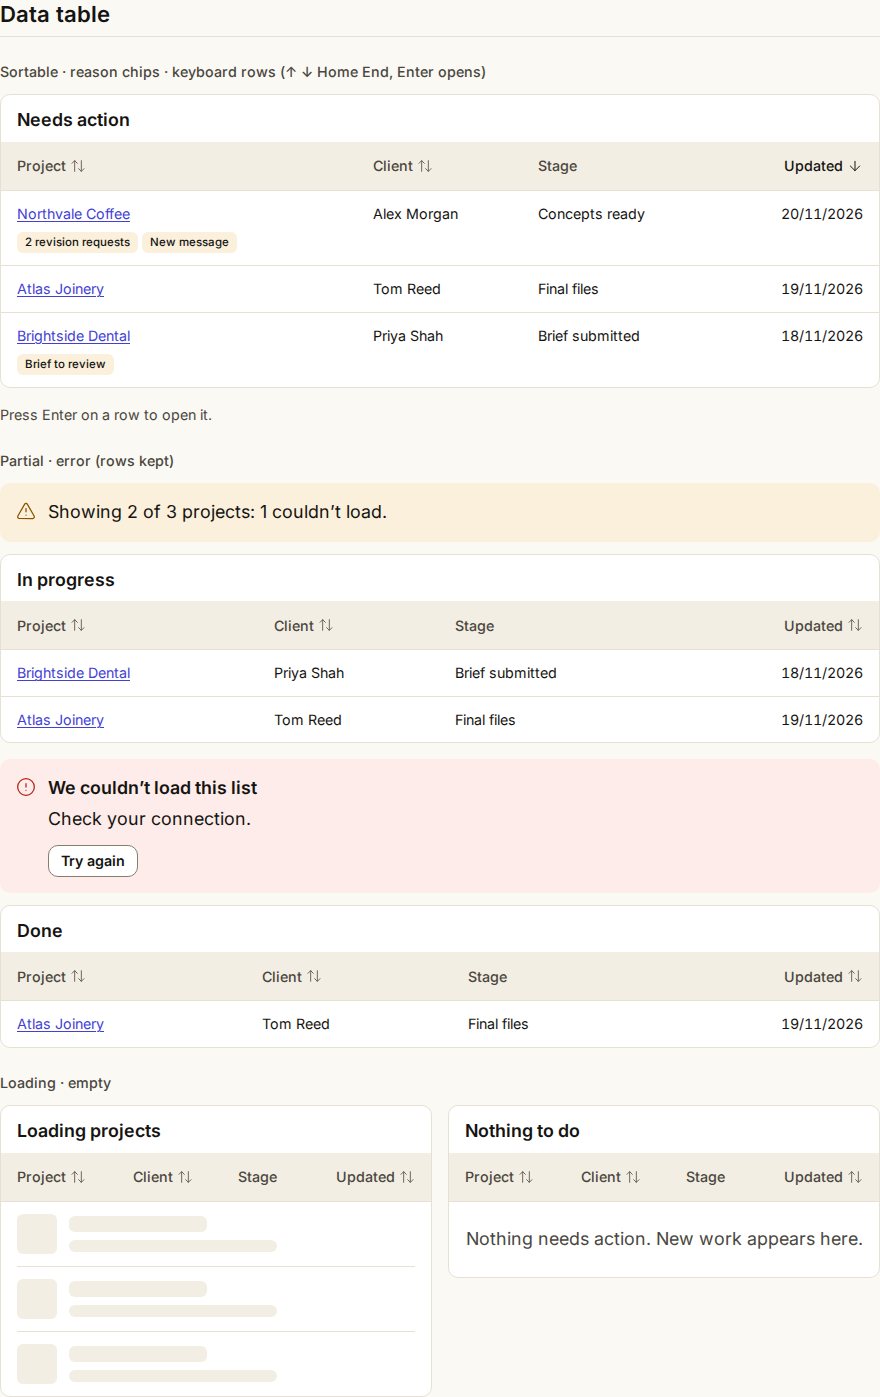 Data table
Sortable · reason chips · keyboard rows (↑ ↓ Home End, Enter opens)
Needs action
Project ↑↓ Client ↑↓ Stage Updated ↓
Northvale Coffee Alex Morgan Concepts ready 20/11/2026
2 revision requests New message
Atlas Joinery Tom Reed Final files 19/11/2026
Brightside Dental Priya Shah Brief submitted 18/11/2026
Brief to review
Press Enter on a row to open it.
Partial · error (rows kept)
Showing 2 of 3 projects: 1 couldn’t load.
In progress
Project ↑↓ Client ↑↓ Stage Updated ↑↓
Brightside Dental Priya Shah Brief submitted 18/11/2026
Atlas Joinery Tom Reed Final files 19/11/2026
We couldn’t load this list
Check your connection.
Try again
Done
Project ↑↓ Client ↑↓ Stage Updated ↑↓
Atlas Joinery Tom Reed Final files 19/11/2026
Loading · empty
Loading projects
Project ↑↓ Client ↑↓ Stage Updated ↑↓
Nothing to do
Project ↑↓ Client ↑↓ Stage Updated ↑↓
Nothing needs action. New work appears here.